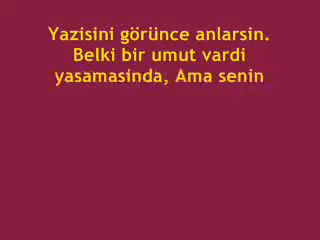 Yazisini görünce anlarsin.
Belki bir umut vardi
yasamasinda, Ama senin